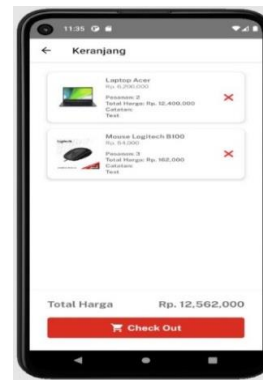 11:35
Keranjang
Laptop Acer
Rp. 6,200,000
Pesanan: 2
Total Harga: Rp. 12,400,000
Catatan:
Test
Mouse Logitech B100
Rp. 54,000
Pesanan: 3
Total Harga: Rp. 162,000
Catatan:
Test
Total Harga Rp. 12,562,000
Check Out